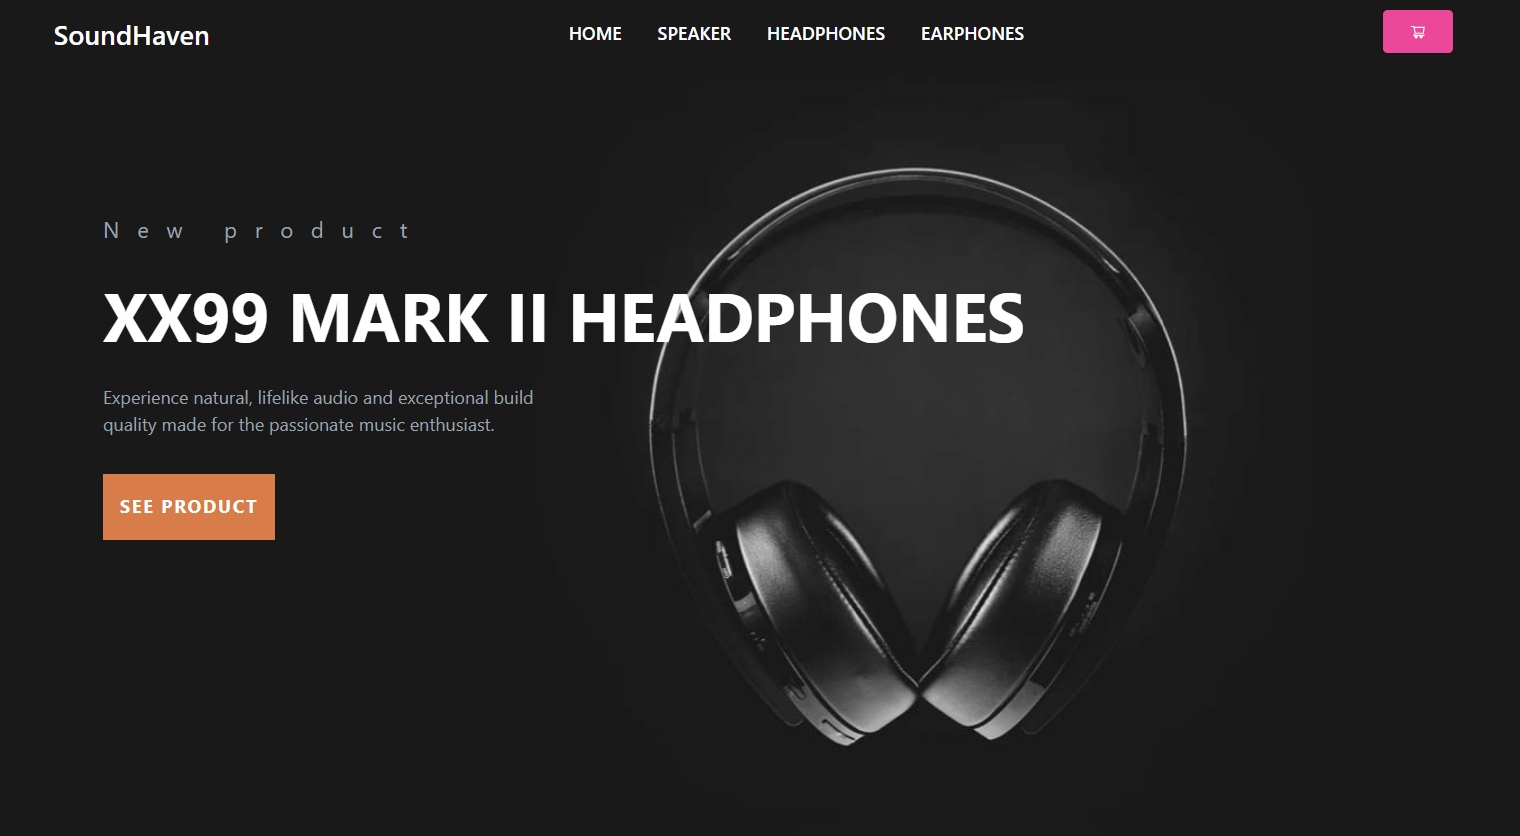 SoundHaven
HOME SPEAKER HEADPHONES EARPHONES
New product
XX99 MARK II HEADPHONES
Experience natural, lifelike audio and exceptional build
quality made for the passionate music enthusiast.
SEE PRODUCT